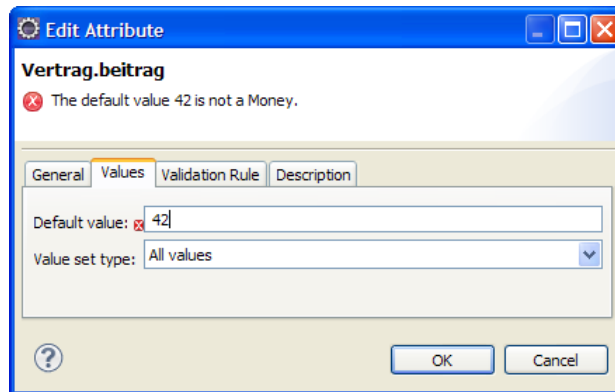 Edit Attribute
Vertrag.beitrag
The default value 42 is not a Money.
General Values Validation Rule Description
Default value: 42
Value set type: All values
? OK Cancel